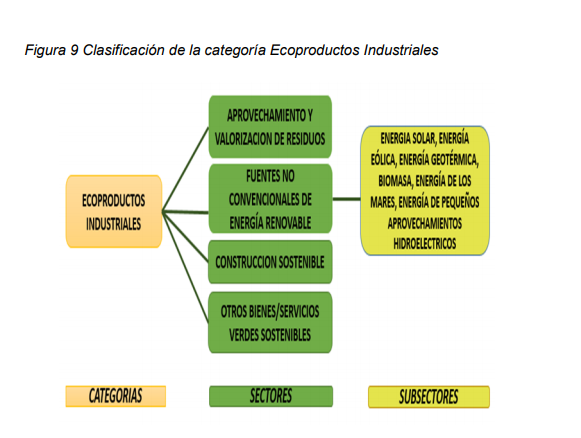 Figura 9 Clasificación de la categoría Ecoproductos Industriales
ECOPRODUCTOS
INDUSTRIALES
APROVECHAMIENTO Y
VALORIZACION DE RESIDUOS
FUENTES NO
CONVENCIONALES DE
ENERGÍA RENOVABLE
CONSTRUCCION SOSTENIBLE
OTROS BIENES/SERVICIOS
VERDES SOSTENIBLES
ENERGIA SOLAR, ENERGÍA
EÓLICA, ENERGÍA GEOTÉRMICA,
BIOMASA, ENERGÍA DE LOS
MARES, ENERGÍA DE PEQUEÑOS
APROVECHAMIENTOS
HIDROELECTRICOS
CATEGORIAS
SECTORES
SUBSECTORES